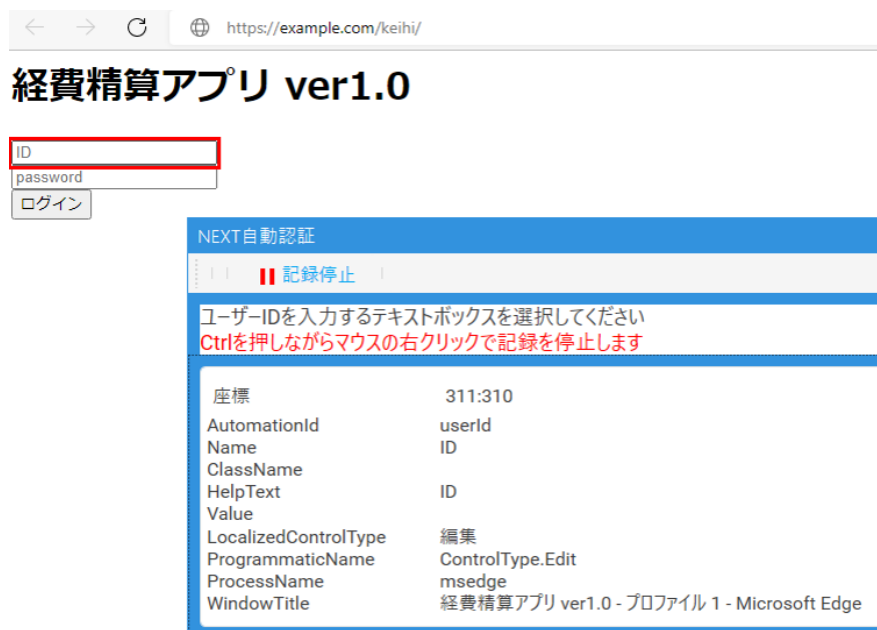 https://example.com/keihi/
経費精算アプリ ver1.0
ID
password
ログイン
NEXT自動認証
記録停止
ユーザーIDを入力するテキストボックスを選択してください
Ctrlを押しながらマウスの右クリックで記録を停止します
座標 311:310
AutomationId userId
Name ID
ClassName
HelpText ID
Value
LocalizedControlType 編集
ProgrammaticName ControlType.Edit
ProcessName msedge
WindowTitle 経費精算アプリ ver1.0 - プロファイル 1 - Microsoft Edge